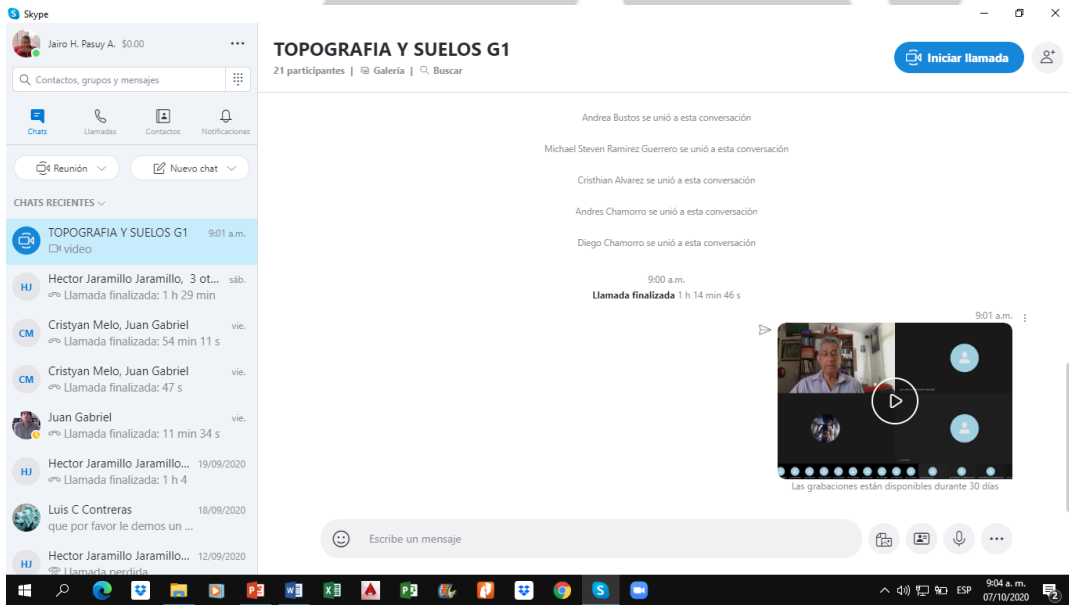 Skype
Jairo H. Pasuy A. $0.00
Contactos, grupos y mensajes
Chats
Llamadas
Contactos
Notificaciones
Reunión
Nuevo chat
CHATS RECIENTES
TOPOGRAFIA Y SUELOS G1 9:01 a.m.
video
HJ
Hector Jaramillo Jaramillo, 3 ot... sáb.
Llamada finalizada: 1 h 29 min
CM
Cristyan Melo, Juan Gabriel vie.
Llamada finalizada: 54 min 11 s
CM
Cristyan Melo, Juan Gabriel vie.
Llamada finalizada: 47 s
Juan Gabriel vie.
Llamada finalizada: 11 min 34 s
HJ
Hector Jaramillo Jaramillo... 19/09/2020
Llamada finalizada: 1 h 4
Luis C Contreras 18/09/2020
que por favor le demos un ...
HJ
Hector Jaramillo Jaramillo... 12/09/2020
Llamada perdida
TOPOGRAFIA Y SUELOS G1
21 participantes | Galería | Buscar
Iniciar llamada
Andrea Bustos se unió a esta conversación
Michael Steven Ramirez Guerrero se unió a esta conversación
Cristhian Alvarez se unió a esta conversación
Andres Chamorro se unió a esta conversación
Diego Chamorro se unió a esta conversación
9:00 a.m.
Llamada finalizada 1 h 14 min 46 s
9:01 a.m.
Las grabaciones están disponibles durante 30 días
Escribe un mensaje
ESP
9:04 a. m.
07/10/2020
2